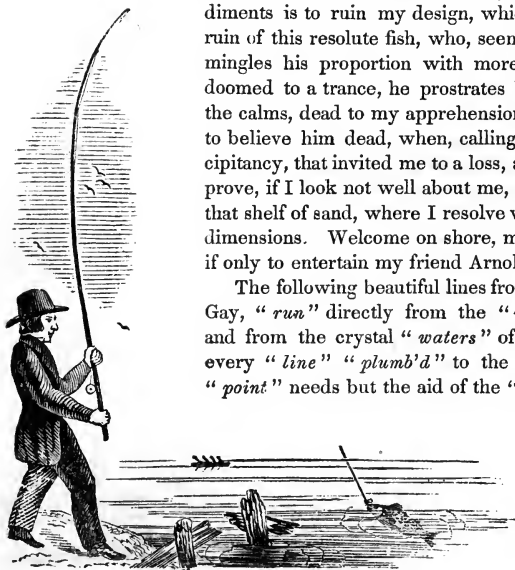 diments is to ruin my design, whic
ruin of this resolute fish, who, seem
mingles his proportion with more
doomed to a trance, he prostrates
the calms, dead to my apprehension
to believe him dead, when, calling
cipitancy, that invited me to a loss, a
prove, if I look not well about me,
that shelf of sand, where I resolve w
dimensions. Welcome on shore, m
if only to entertain my friend Arnol
The following beautiful lines fro
Gay, “ run ” directly from the “
and from the crystal “ waters ” of
every “ line ” “ plumb'd ” to the
“ point ” needs but the aid of the “